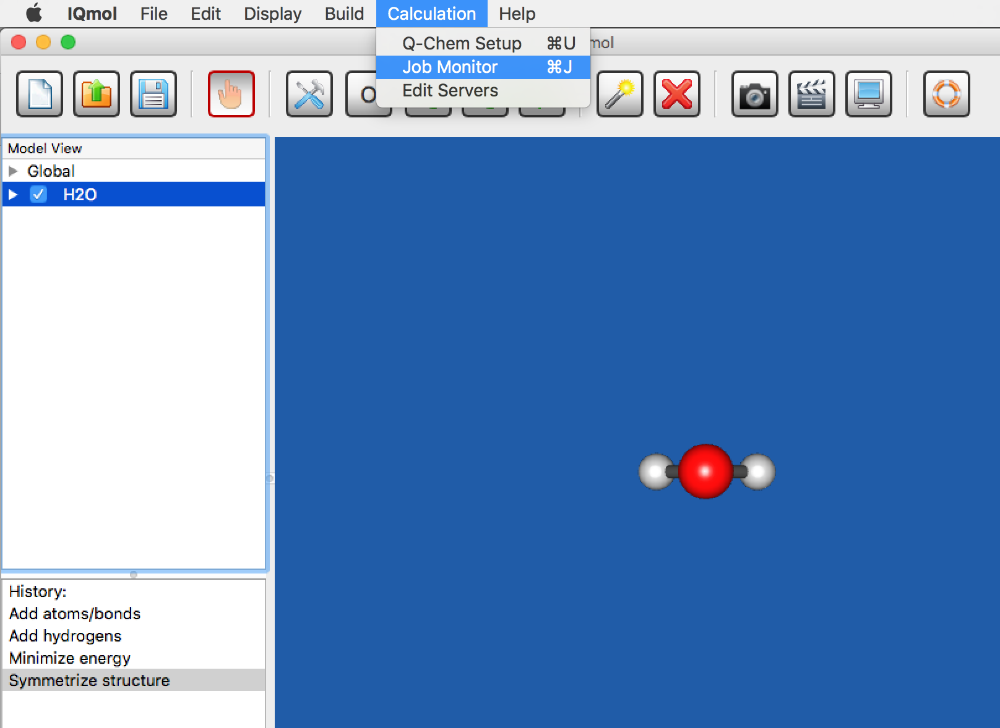 IQmol File Edit Display Build Calculation Help
mol
Q-Chem Setup ⌘U
Job Monitor ⌘J
Edit Servers
O
Model View
Global
H2O
History:
Add atoms/bonds
Add hydrogens
Minimize energy
Symmetrize structure